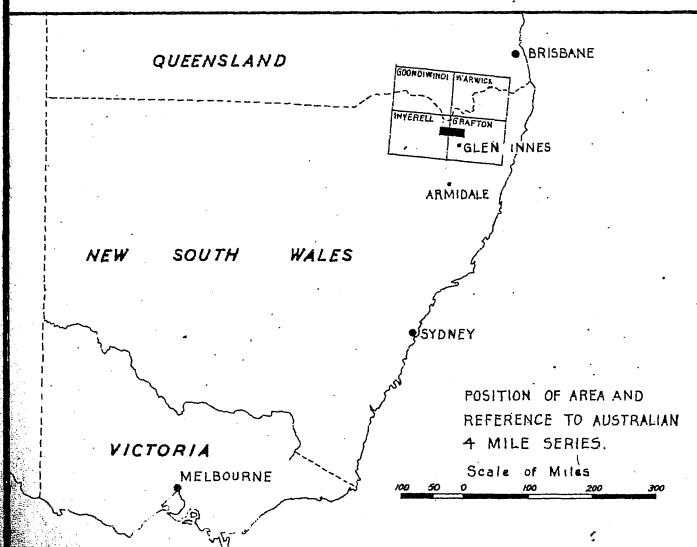 QUEENSLAND
BRISBANE
GOONDIWINDI
WARWICK
INVERELL
GRAFTON
GLEN INNES
ARMIDALE
NEW SOUTH WALES
SYDNEY
POSITION OF AREA AND
REFERENCE TO AUSTRALIAN
4 MILE SERIES.
Scale of Miles
100 50 0 100 200 300
VICTORIA
MELBOURNE